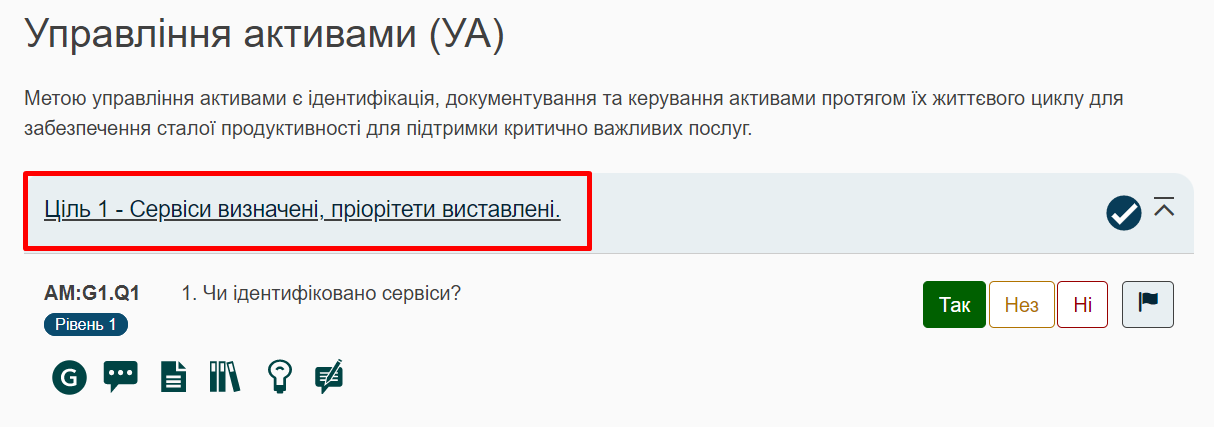 Управління активами (УА)
Метою управління активами є ідентифікація, документування та керування активами протягом їх життєвого циклу для
забезпечення сталої продуктивності для підтримки критично важливих послуг.
Ціль 1 - Сервіси визначені, пріорітети виставлені.
AM:G1.Q1 1. Чи ідентифіковано сервіси? Так Нез Ні
Рівень 1
G